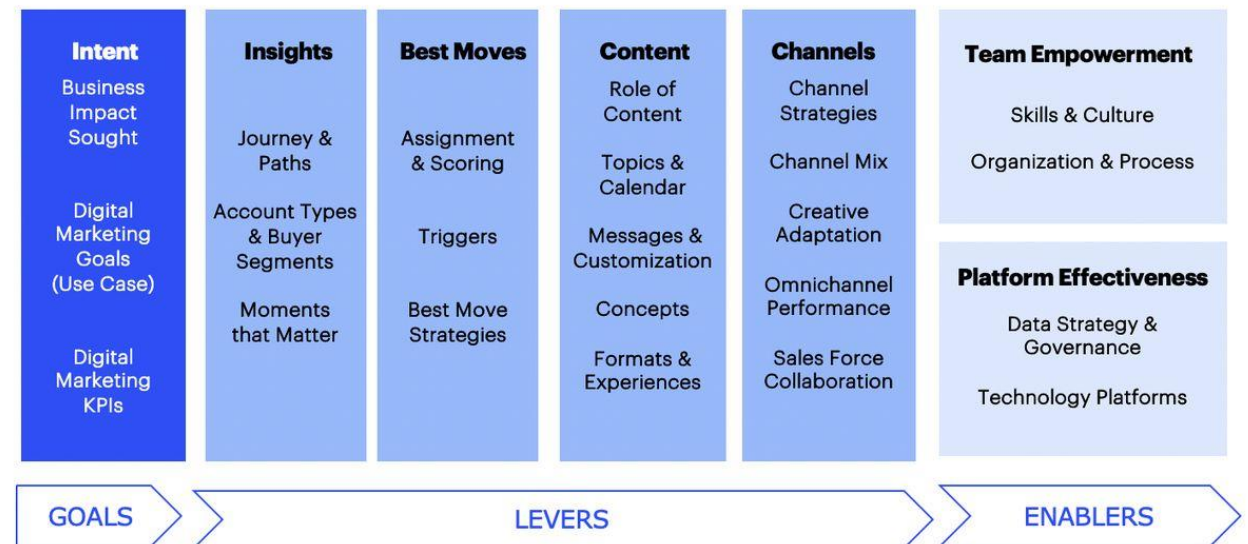 Intent
Business
Impact
Sought
Digital
Marketing
Goals
(Use Case)
Digital
Marketing
KPIs
Insights
Journey &
Paths
Account Types
& Buyer
Segments
Moments
that Matter
Best Moves
Assignment
& Scoring
Triggers
Best Move
Strategies
Content
Role of
Content
Topics &
Calendar
Messages &
Customization
Concepts
Formats &
Experiences
Channels
Channel
Strategies
Channel Mix
Creative
Adaptation
Omnichannel
Performance
Sales Force
Collaboration
Team Empowerment
Skills & Culture
Organization & Process
Platform Effectiveness
Data Strategy &
Governance
Technology Platforms
GOALS
LEVERS
ENABLERS